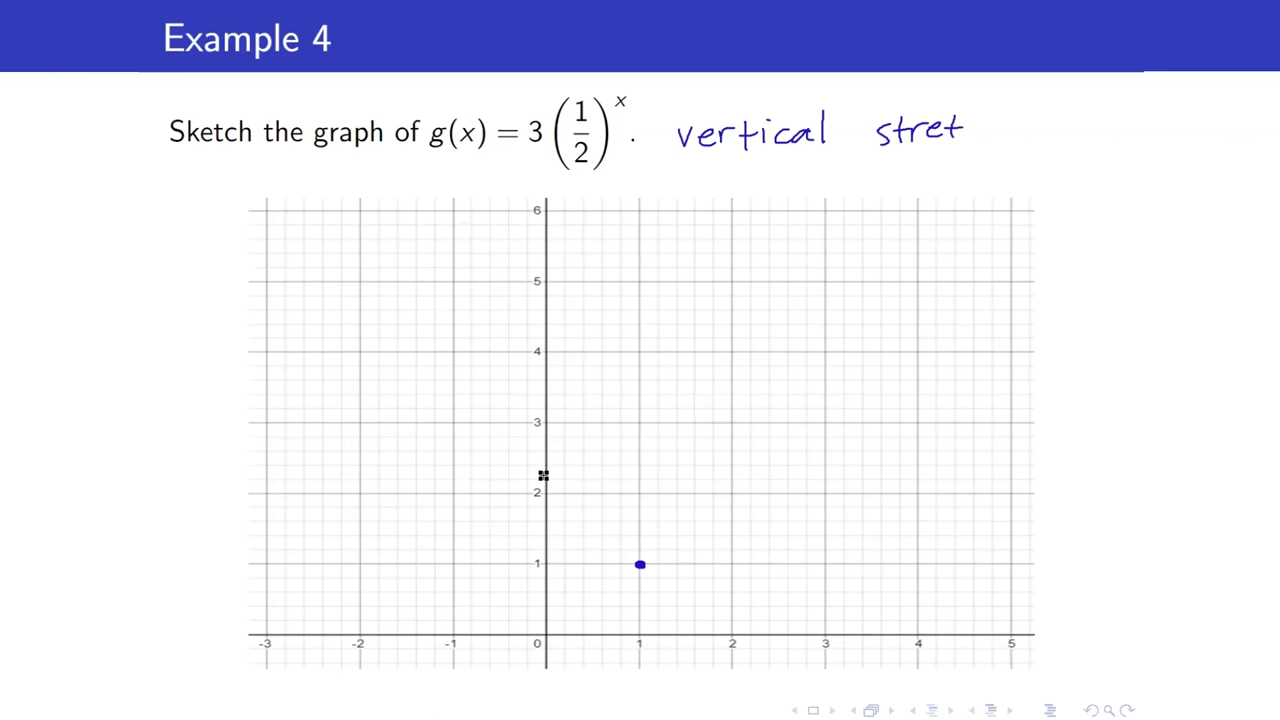 Example 4
Sketch the graph of g(x) = 3(1/2)^x. vertical stret
6
5
4
3
2
1
-3 -2 -1 0 1 2 3 4 5